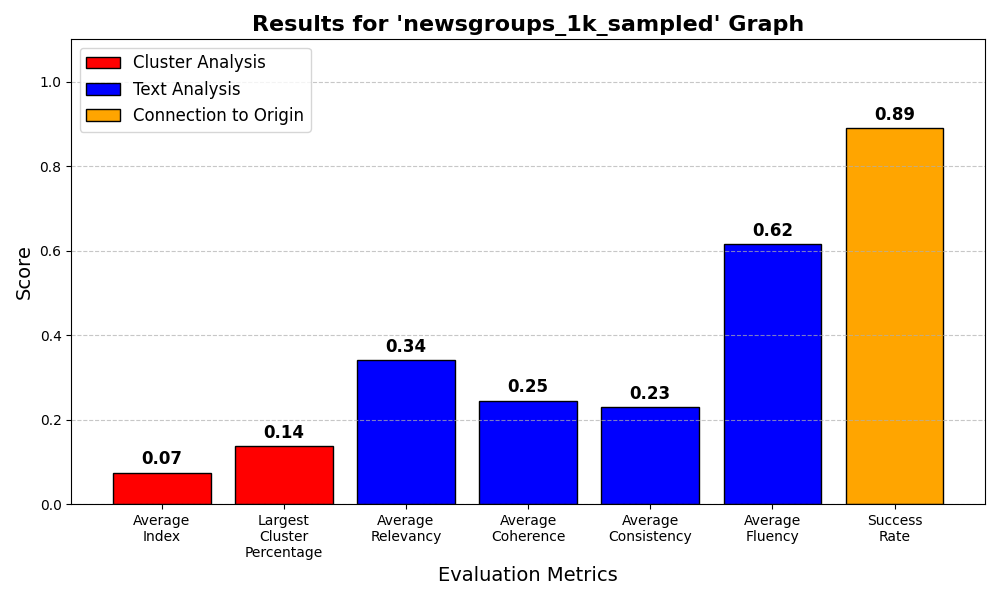 Results for 'newsgroups_1k_sampled' Graph
Cluster Analysis
Text Analysis
Connection to Origin
Score
1.0
0.8
0.6
0.4
0.2
0.0
0.07
0.14
0.34
0.25
0.23
0.62
0.89
Average
Index
Largest
Cluster
Percentage
Average
Relevancy
Average
Coherence
Average
Consistency
Average
Fluency
Success
Rate
Evaluation Metrics